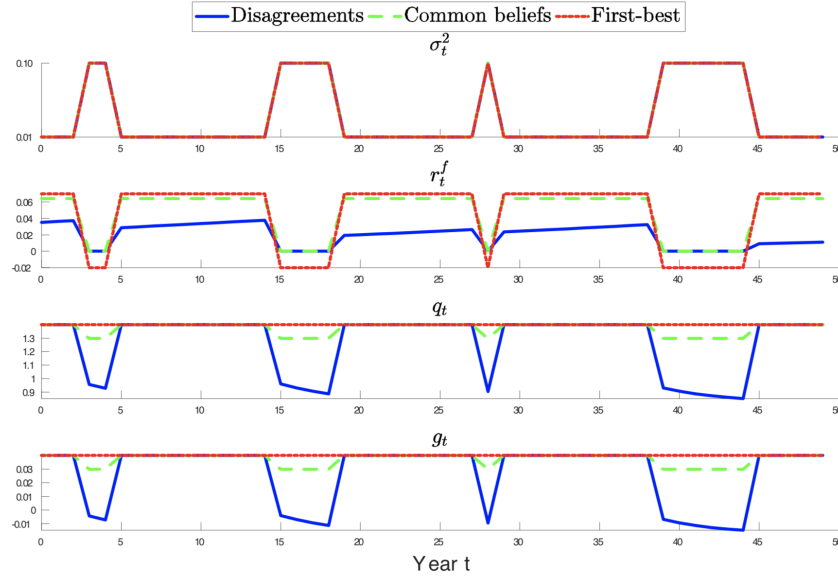 Disagreements Common beliefs First-best
σ_t^2
0.10
0.01
0 5 10 15 20 25 30 35 40 45 50
r_t^f
0.06
0.04
0.02
0
-0.02
0 5 10 15 20 25 30 35 40 45 50
q_t
1.3
1.2
1.1
1
0.9
0 5 10 15 20 25 30 35 40 45 50
g_t
0.03
0.02
0.01
0
-0.01
0 5 10 15 20 25 30 35 40 45 50
Year t